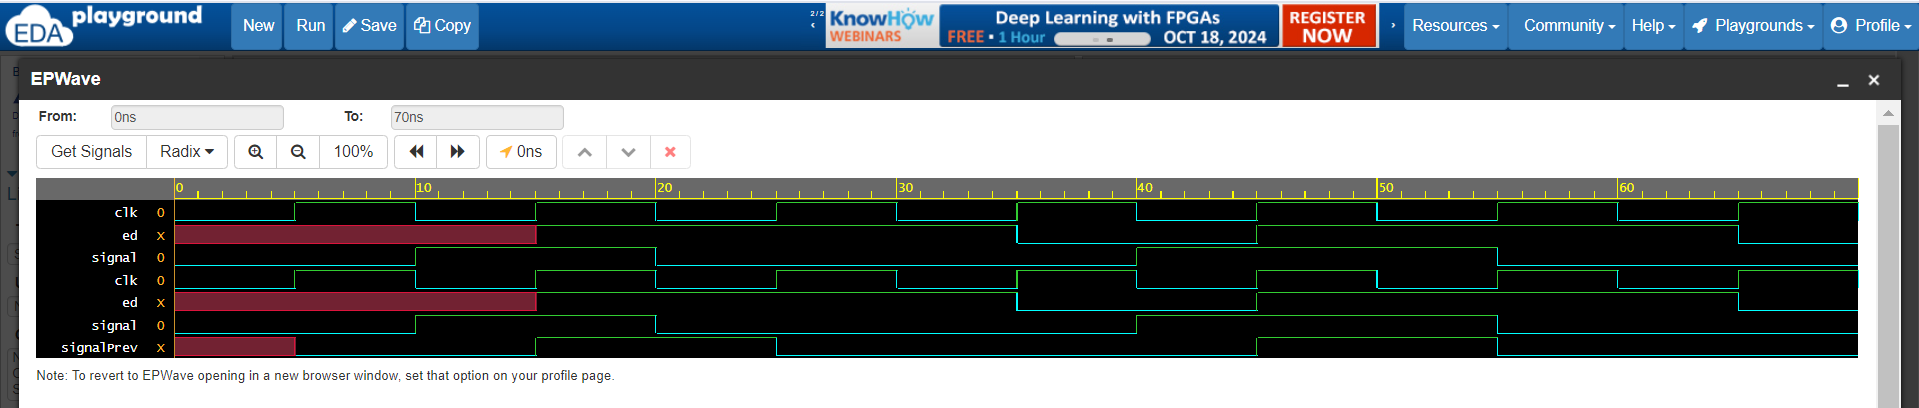 EDA playground
New Run Save Copy
2/2
KnowHow WEBINARS
Deep Learning with FPGAs
FREE • 1 Hour OCT 18, 2024
REGISTER NOW
Resources Community Help Playgrounds Profile
EPWave
From: 0ns To: 70ns
Get Signals Radix 100% 0ns
0 10 20 30 40 50 60
clk 0
ed x
signal 0
clk 0
ed x
signal 0
signalPrev x
Note: To revert to EPWave opening in a new browser window, set that option on your profile page.